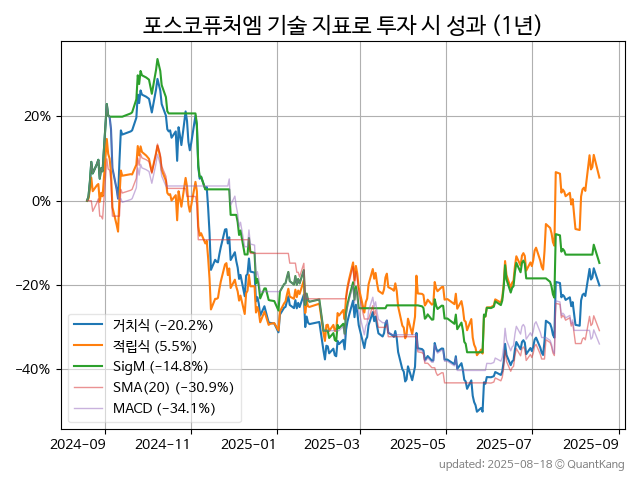 포스코퓨처엠 기술 지표로 투자 시 성과 (1년)
20%
0%
−20%
−40%
거치식 (−20.2%)
적립식 (5.5%)
SigM (−14.8%)
SMA(20) (−30.9%)
MACD (−34.1%)
2024-09 2024-11 2025-01 2025-03 2025-05 2025-07 2025-09
updated: 2025-08-18 © QuantKang